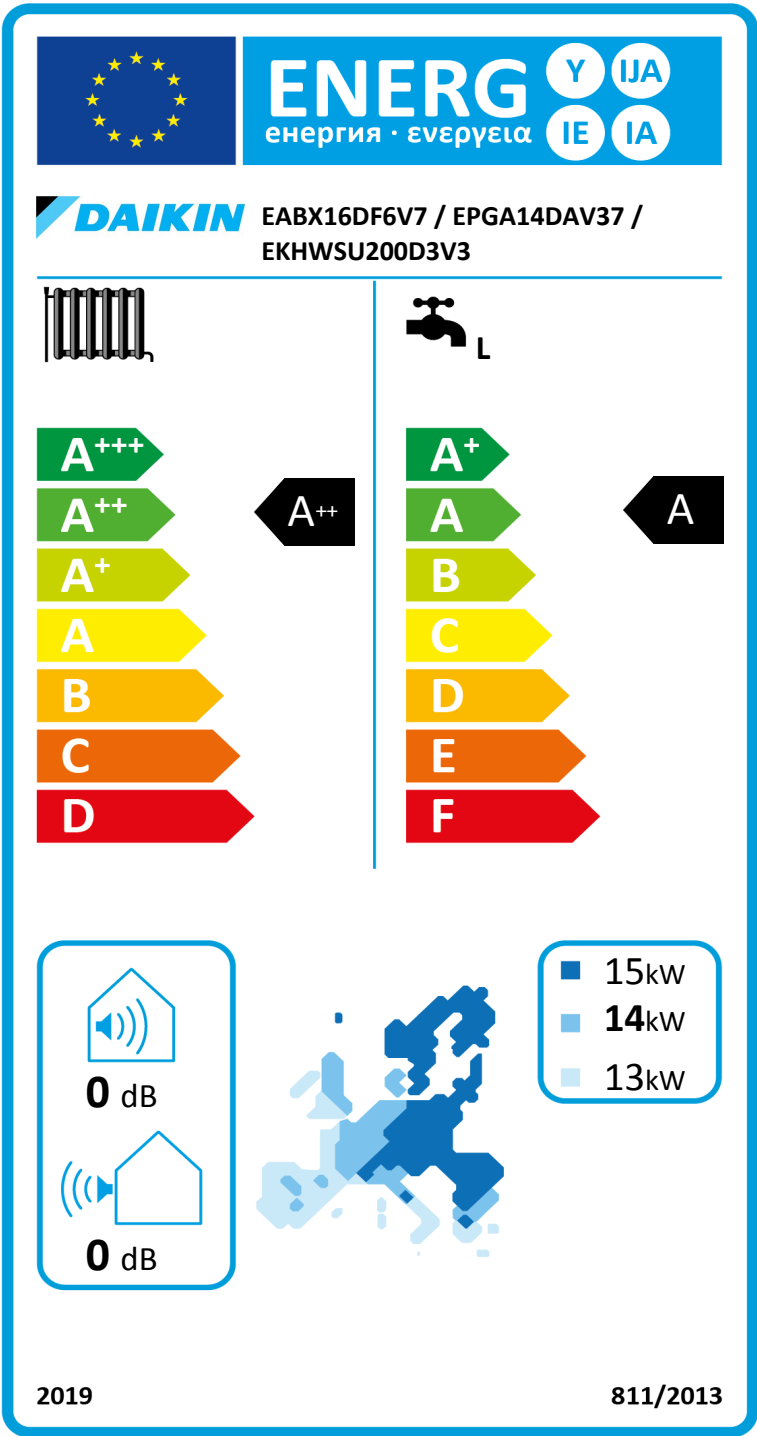 ENERG
енергия · ενεργεια
Y IJA
IE IA
DAIKIN
EABX16DF6V7 / EPGA14DAV37 /
EKHWSU200D3V3
L
A+++
A++
A+
A
B
C
D
A++
A+
A
B
C
D
E
F
A
0 dB
0 dB
15kW
14kW
13kW
2019
811/2013